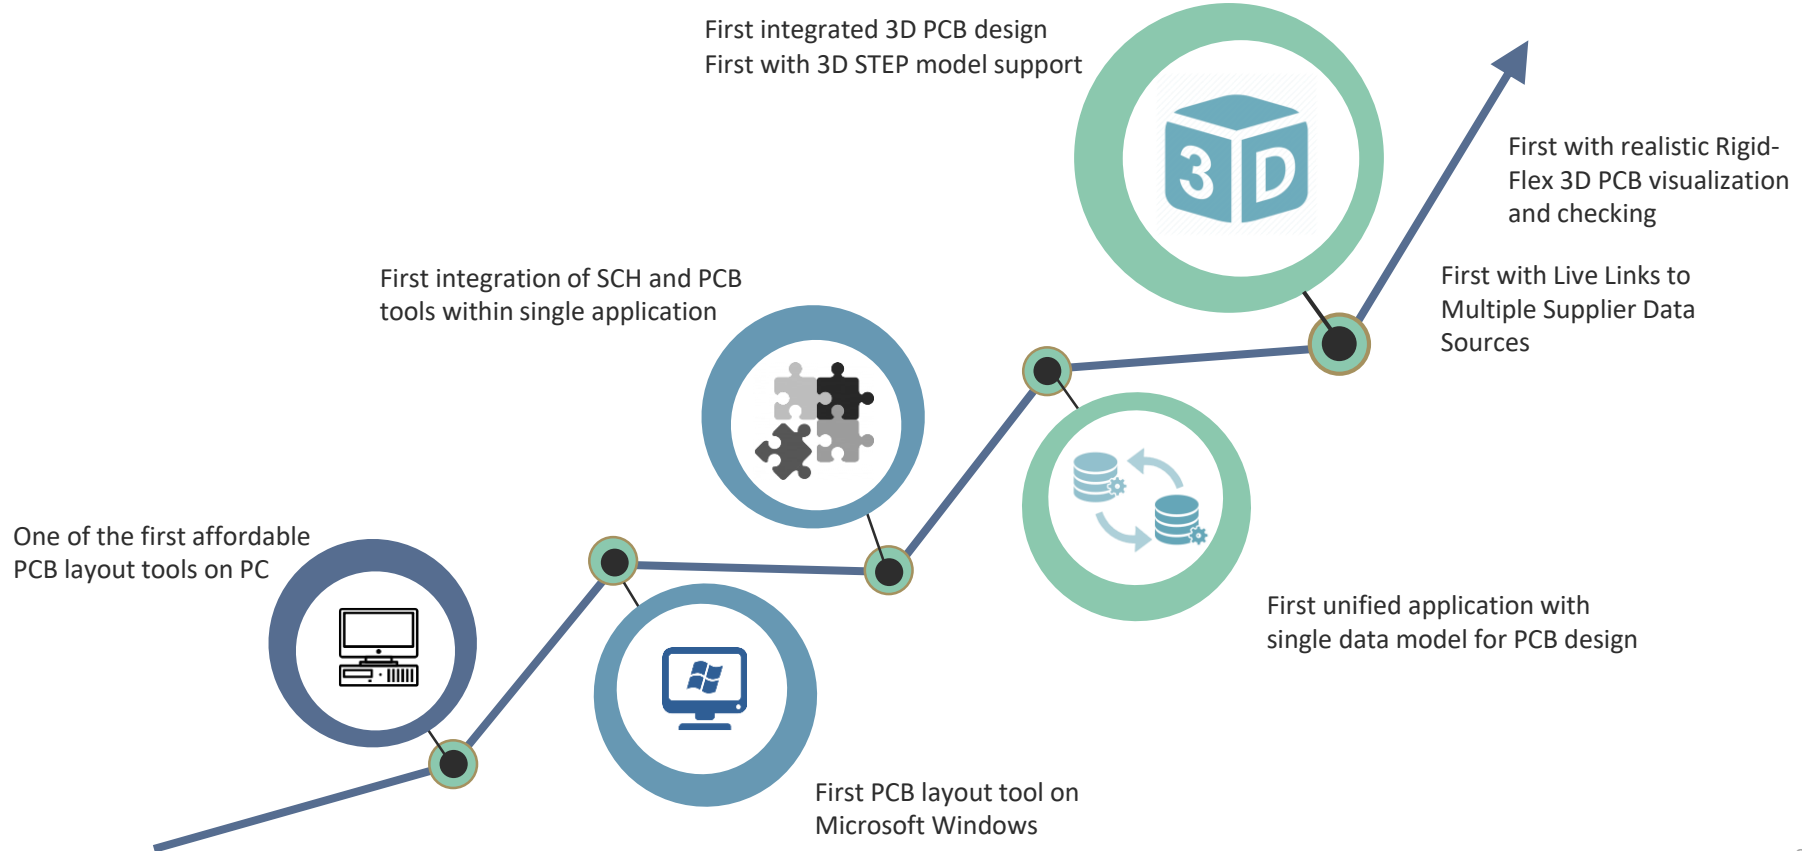 First integrated 3D PCB design
First with 3D STEP model support
3D
First with realistic Rigid-
Flex 3D PCB visualization
and checking
First integration of SCH and PCB
tools within single application
First with Live Links to
Multiple Supplier Data
Sources
One of the first affordable
PCB layout tools on PC
First unified application with
single data model for PCB design
First PCB layout tool on
Microsoft Windows